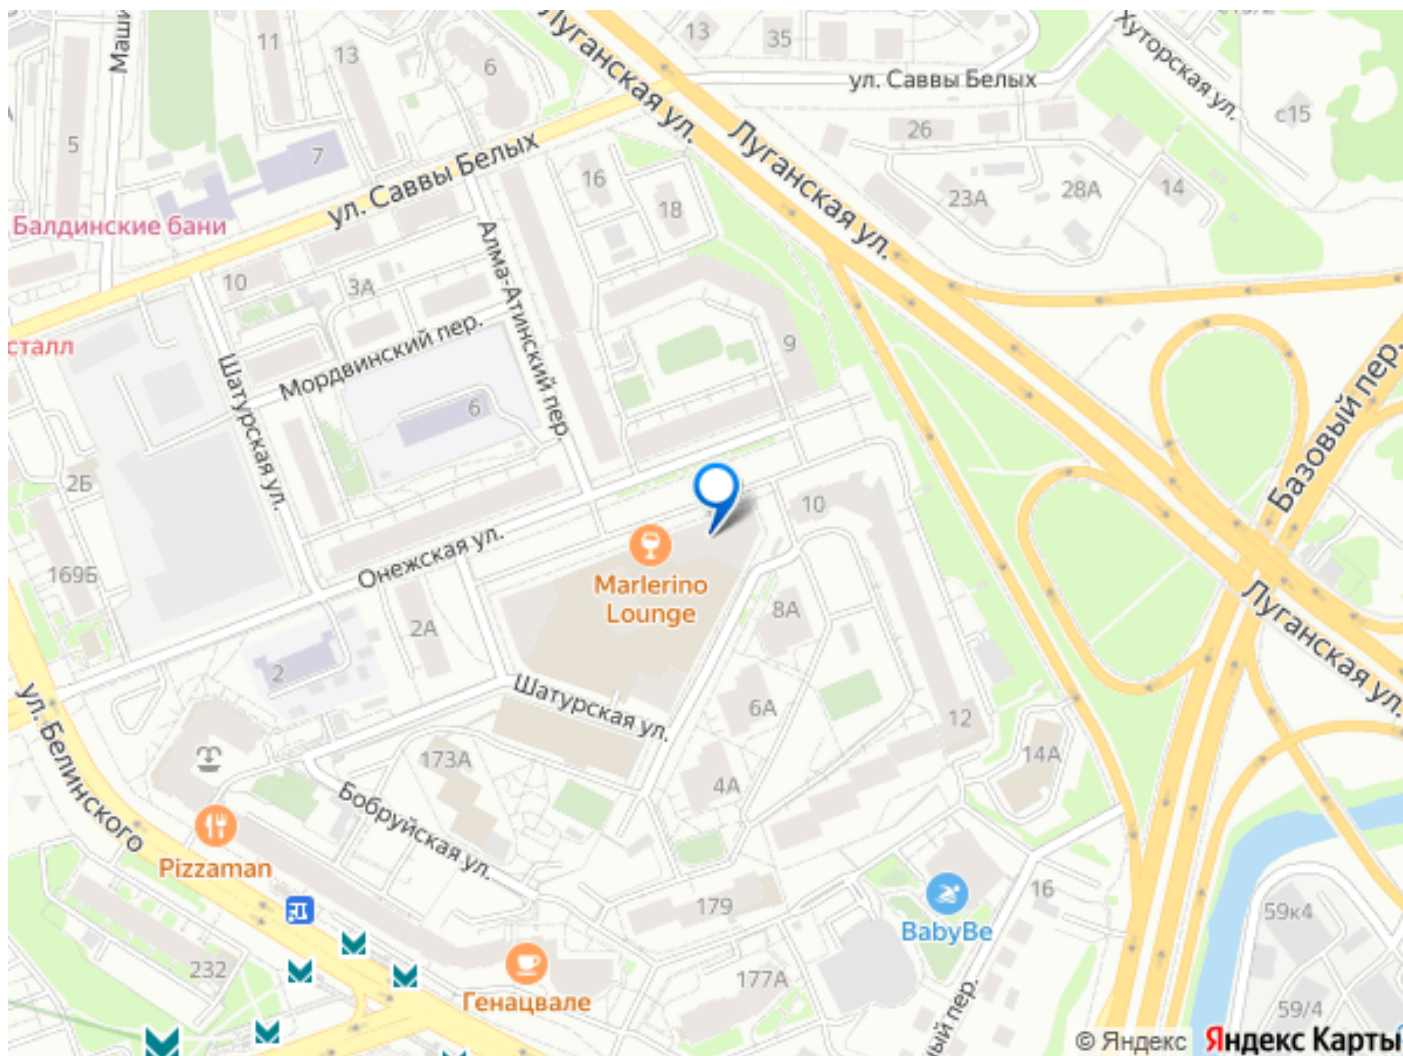 Маши
11
13
6
13
35
Луганская ул.
ул. Саввы Белых
Хуторская ул.
с15
5
7
ул. Саввы Белых
Луганская ул.
26
16
18
23А
28А
14
Балдинские бани
10
3А
Алма-Атинский пер.
сталл
Мордвинский пер.
9
Шатурская ул.
6
Базовый пер.
2Б
10
Онежская ул.
169Б
Marlerino
Lounge
2А
8А
Луганская ул.
2
Шатурская ул.
6А
12
ул. Белинского
173А
14А
4А
Бобруйская ул.
Pizzaman
16
179
BabyBe
59к4
232
177А
Генацвале
59/4
ный пер.
© Яндекс
Яндекс Карты